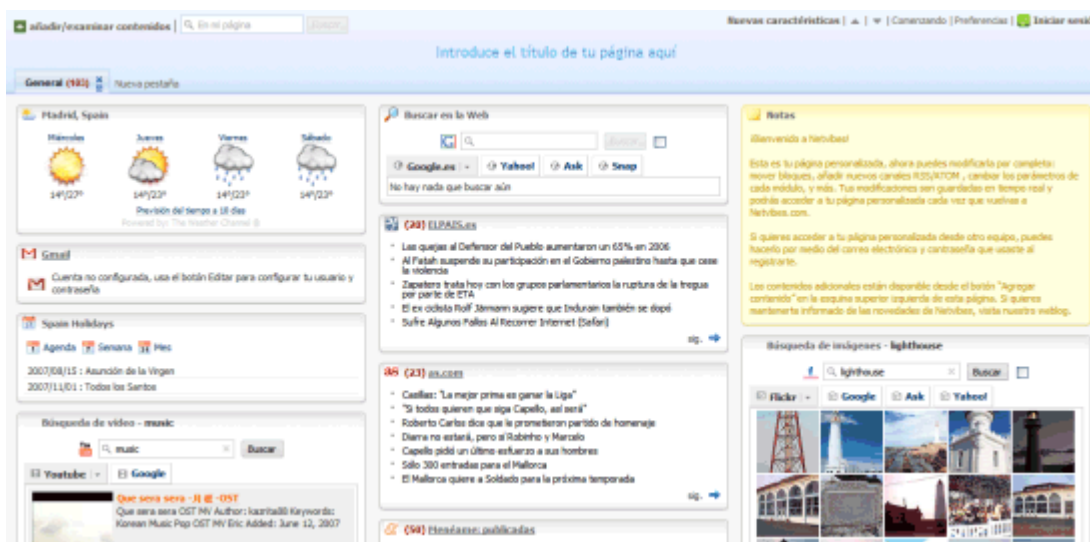 añadir/examinar contenidos |
En mi página
Buscar
Nuevas caractéristicas | | Comenzando | Preferencias | Iniciar sesi
Introduce el título de tu página aquí
General (193)
Nueva pestaña
Madrid, Spain
Miércoles Jueves Viernes Sábado
14º/27º 14º/23º 14º/23º 14º/23º
Previsión del tiempo a 10 días
Powered by: The Weather Channel ®
Gmail
Cuenta no configurada, usa el botón Editar para configurar tu usuario y
contraseña
Spain Holidays
Agenda Semana Mes
2007/08/15 : Asunción de la Virgen
2007/11/01 : Todos los Santos
Búsqueda de vídeo - music
music
Buscar
Youtube Google
Que sera sera - OST
Que sera sera OST MV Author: Keywords:
Korean Music Pop OST MV Eric Added: June 12, 2007
Buscar en la Web
Buscar
Google.es Yahoo! Ask Snap
No hay nada que buscar aún
(20) ELPAIS.es
Las quejas al Defensor del Pueblo aumentaron un 65% en 2006
Al Fatah suspende su participación en el Gobierno palestino hasta que cese
la violencia
Zapatero trata hoy con los grupos parlamentarios la ruptura de la tregua
por parte de ETA
El ex ciclista Rolf Järmann sugiere que Indurain también se dopó
Sufre Algunos Fallos Al Recorrer Internet (Safari)
sig.
as (23) as.com
Casillas: "La mejor prima es ganar la Liga"
"Si todos quieren que siga Capello, así será"
Roberto Carlos dice que le prometieron partido de homenaje
Diarra no estará, pero sí Robinho y Marcelo
Capello pidió un último esfuerzo a sus hombres
Sólo 300 entradas para el Mallorca
El Mallorca quiere a Soldado para la próxima temporada
sig.
(50) Menéame: publicadas
Notas
¡Bienvenido a Netvibes!
Esta es tu página personalizada, ahora puedes modificarla por completo:
mover bloques, añadir nuevos canales RSS/ATOM , cambiar los parámetros de
cada módulo, y más. Tus modificaciones son guardadas en tiempo real y
podrás acceder a tu página personalizada cada vez que vuelvas a
Netvibes.com.
Si quieres acceder a tu página personalizada desde otro equipo, puedes
hacerlo por medio del correo electrónico y contraseña que usaste al
registrarte.
Los contenidos adicionales están disponible desde el botón "Agregar
contenido" en la esquina superior izquierda de esta página. Si quieres
mantenerte informado de las novedades de Netvibes, visita nuestro weblog.
Búsqueda de imágenes - lighthouse
lighthouse
Buscar
Flickr Google Ask Yahoo!